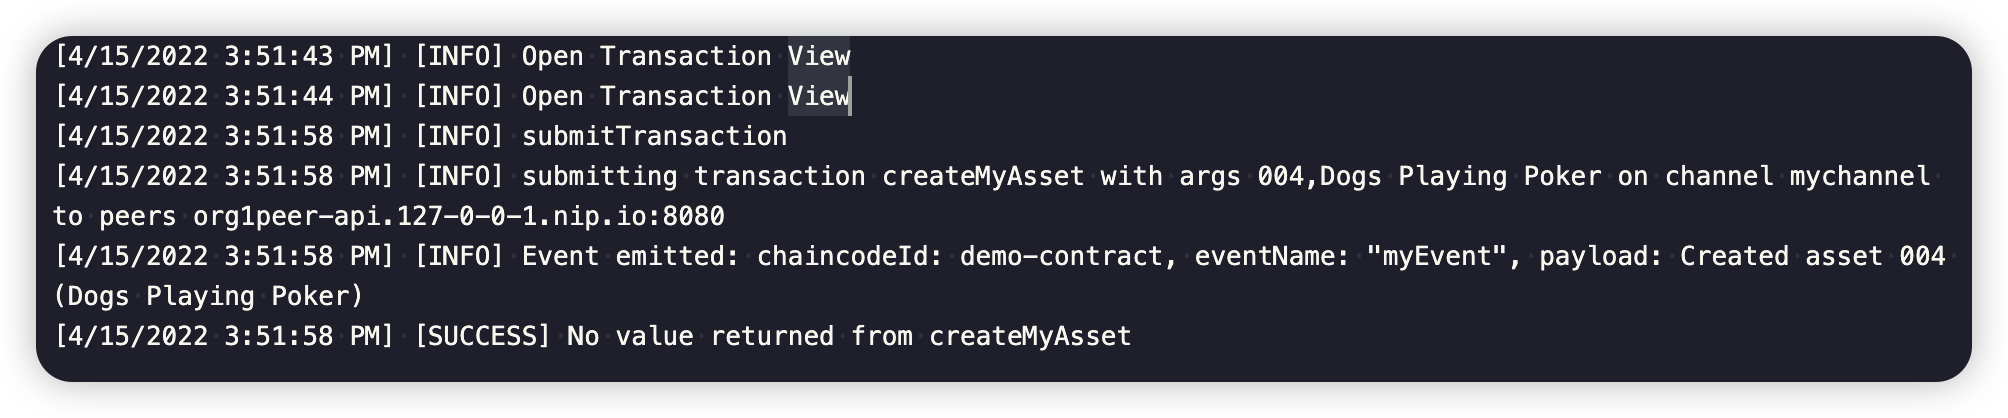 [4/15/2022 3:51:43 PM] [INFO] Open Transaction View
[4/15/2022 3:51:44 PM] [INFO] Open Transaction View
[4/15/2022 3:51:58 PM] [INFO] submitTransaction
[4/15/2022 3:51:58 PM] [INFO] submitting transaction createMyAsset with args 004,Dogs Playing Poker on channel mychannel
to peers org1peer-api.127-0-0-1.nip.io:8080
[4/15/2022 3:51:58 PM] [INFO] Event emitted: chaincodeId: demo-contract, eventName: "myEvent", payload: Created asset 004
(Dogs Playing Poker)
[4/15/2022 3:51:58 PM] [SUCCESS] No value returned from createMyAsset